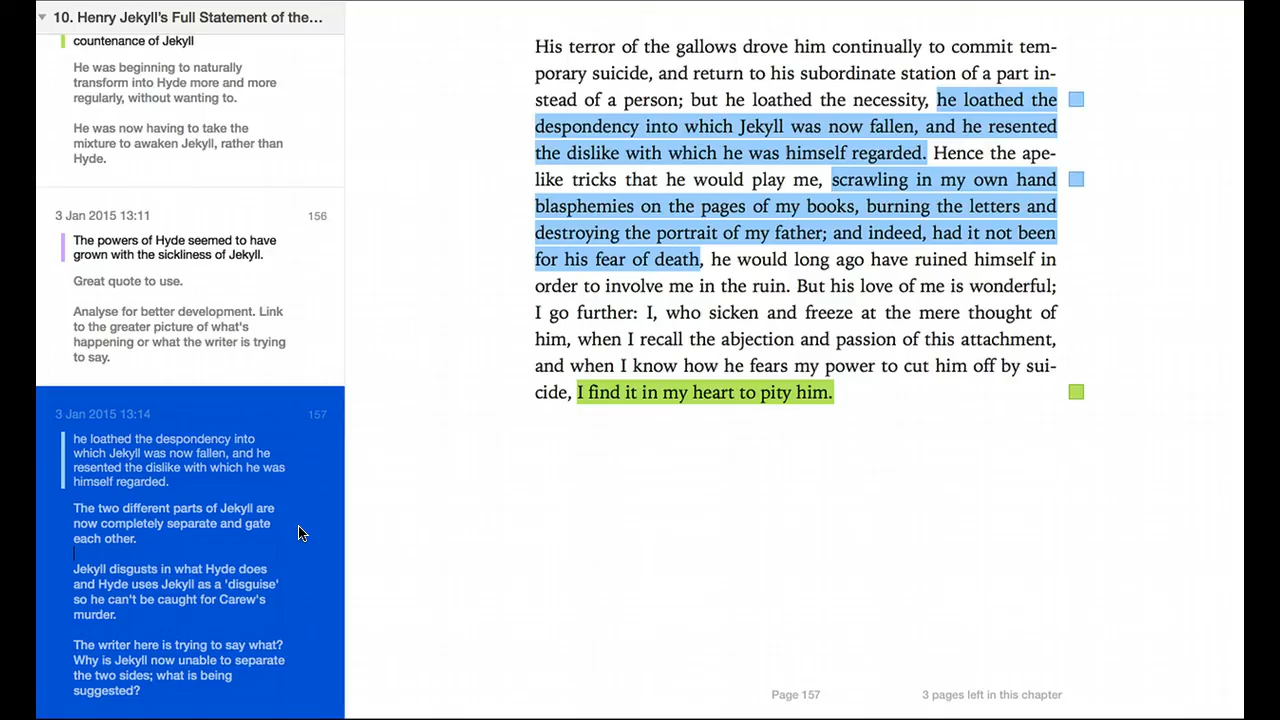 10. Henry Jekyll's Full Statement of the...
countenance of Jekyll
He was beginning to naturally
transform into Hyde more and more
regularly, without wanting to.
He was now having to take the
mixture to awaken Jekyll, rather than
Hyde.
3 Jan 2015 13:11 156
The powers of Hyde seemed to have
grown with the sickliness of Jekyll.
Great quote to use.
Analyse for better development. Link
to the greater picture of what's
happening or what the writer is trying
to say.
3 Jan 2015 13:14 157
he loathed the despondency into
which Jekyll was now fallen, and he
resented the dislike with which he was
himself regarded.
The two different parts of Jekyll are
now completely separate and gate
each other.
Jekyll disgusts in what Hyde does
and Hyde uses Jekyll as a 'disguise'
so he can't be caught for Carew's
murder.
The writer here is trying to say what?
Why is Jekyll now unable to separate
the two sides; what is being
suggested?
His terror of the gallows drove him continually to commit tem-
porary suicide, and return to his subordinate station of a part in-
stead of a person; but he loathed the necessity, he loathed the
despondency into which Jekyll was now fallen, and he resented
the dislike with which he was himself regarded. Hence the ape-
like tricks that he would play me, scrawling in my own hand
blasphemies on the pages of my books, burning the letters and
destroying the portrait of my father; and indeed, had it not been
for his fear of death, he would long ago have ruined himself in
order to involve me in the ruin. But his love of me is wonderful;
I go further: I, who sicken and freeze at the mere thought of
him, when I recall the abjection and passion of this attachment,
and when I know how he fears my power to cut him off by sui-
cide, I find it in my heart to pity him.
Page 157 3 pages left in this chapter